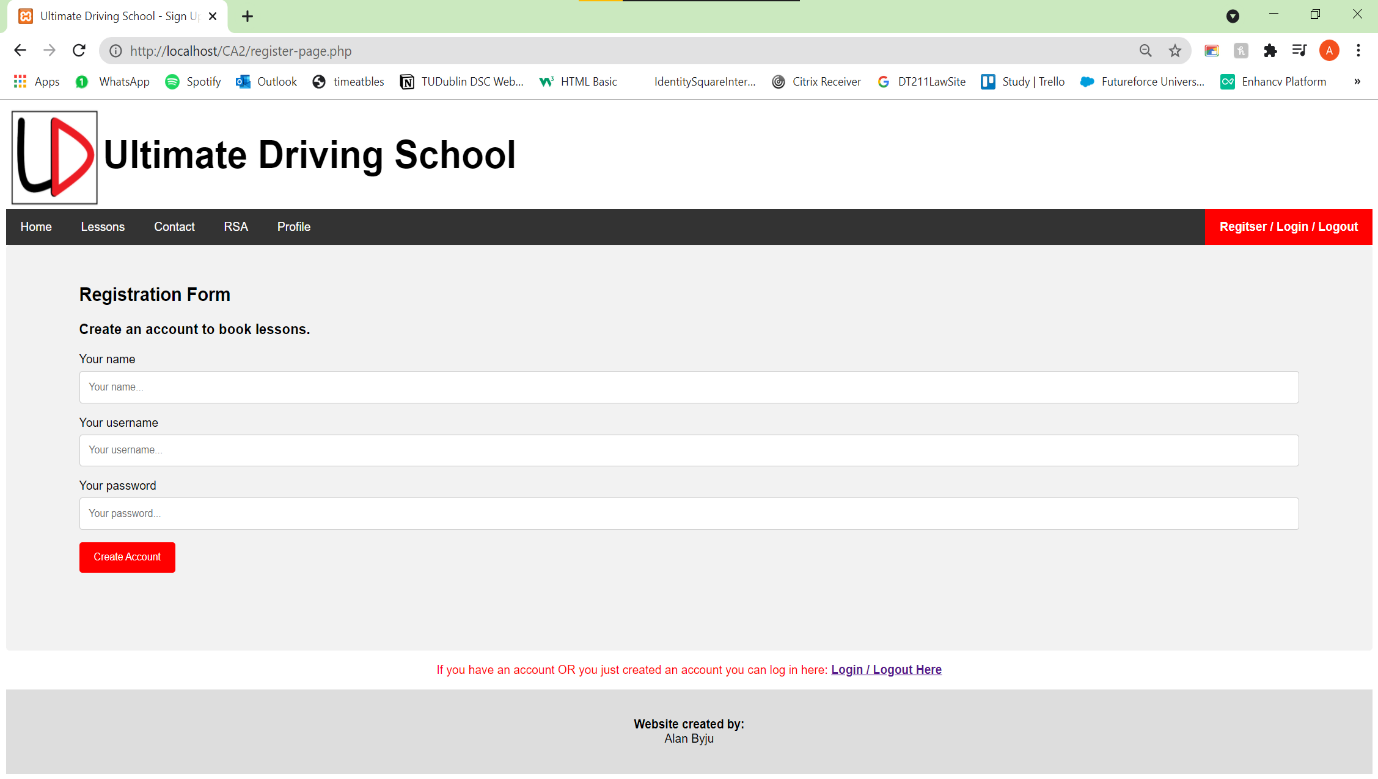 Ultimate Driving School - Sign U
http://localhost/CA2/register-page.php
A
Apps 1 WhatsApp Spotify Outlook timeatbles TUDublin DSC Web... HTML Basic IdentitySquareInter... Citrix Receiver DT211LawSite Study | Trello Futureforce Univers... Enhancv Platform »
UD Ultimate Driving School
Home Lessons Contact RSA Profile Regitser / Login / Logout
Registration Form
Create an account to book lessons.
Your name
Your name...
Your username
Your username...
Your password
Your password...
Create Account
If you have an account OR you just created an account you can log in here: Login / Logout Here
Website created by:
Alan Byju